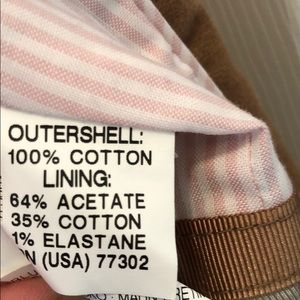 OUTERSHELL:
100% COTTON
LINING:
64% ACETATE
35% COTTON
1% ELASTANE
(USA) 77302